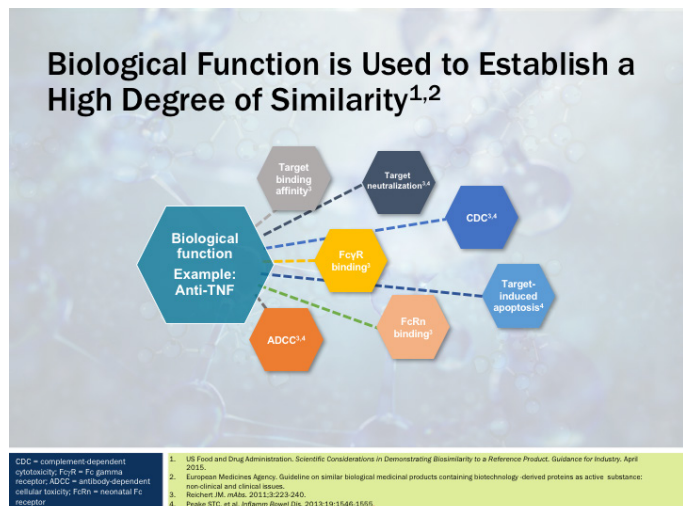 Biological Function is Used to Establish a
High Degree of Similarity1,2
Target
binding
affinity3
Target
neutralization3,4
CDC3,4
Biological
function
Example:
Anti-TNF
FcγR
binding3
Target-
induced
apoptosis4
FcRn
binding3
ADCC3,4
CDC = complement-dependent
cytotoxicity; FcγR = Fc gamma
receptor; ADCC = antibody-dependent
cellular toxicity; FcRn = neonatal Fc
receptor
1. US Food and Drug Administration. Scientific Considerations in Demonstrating Biosimilarity to a Reference Product. Guidance for Industry. April
2015.
2. European Medicines Agency. Guideline on similar biological medicinal products containing biotechnology -derived proteins as active substance:
non-clinical and clinical issues.
3. Reichert JM. mAbs. 2011;3:223-240.
4. Peake STC, et al. Inflamm Bowel Dis. 2013;19:1546-1555.